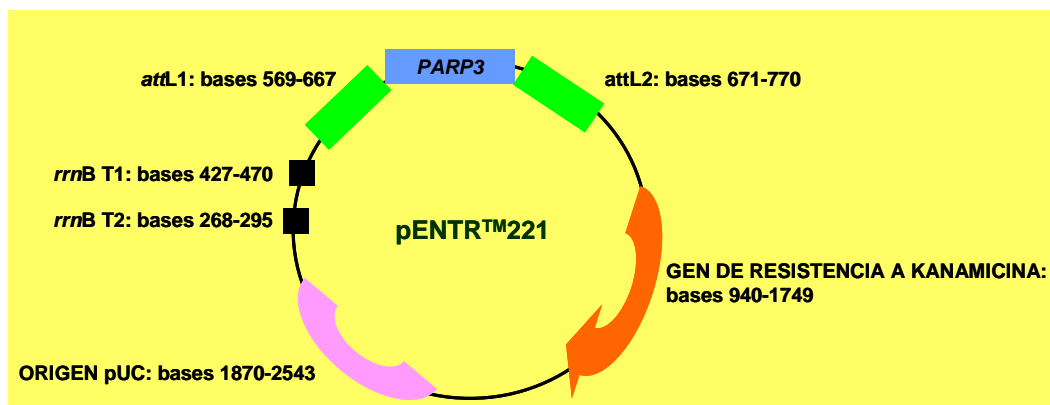 PARP3
attL1: bases 569-667
attL2: bases 671-770
rrnB T1: bases 427-470
rrnB T2: bases 268-295
pENTR™221
GEN DE RESISTENCIA A KANAMICINA:
bases 940-1749
ORIGEN pUC: bases 1870-2543